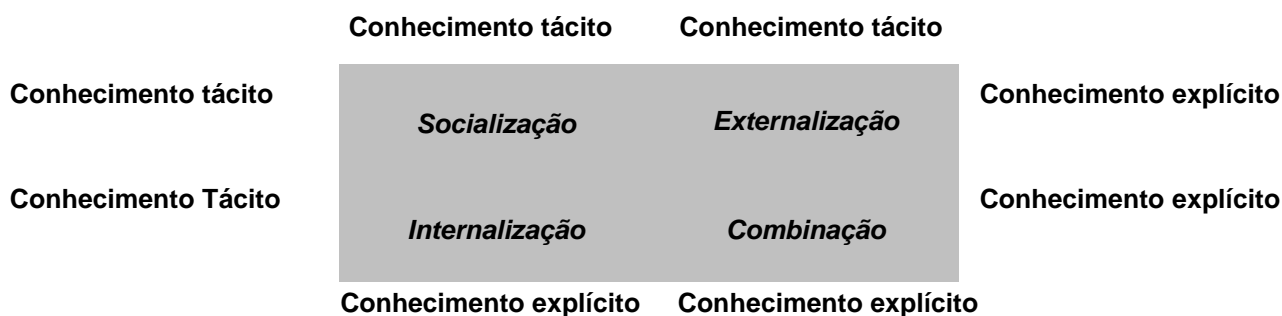 Conhecimento tácito Conhecimento tácito
Conhecimento tácito Conhecimento explícito
Socialização Externalização
Conhecimento Tácito Conhecimento explícito
Internalização Combinação
Conhecimento explícito Conhecimento explícito